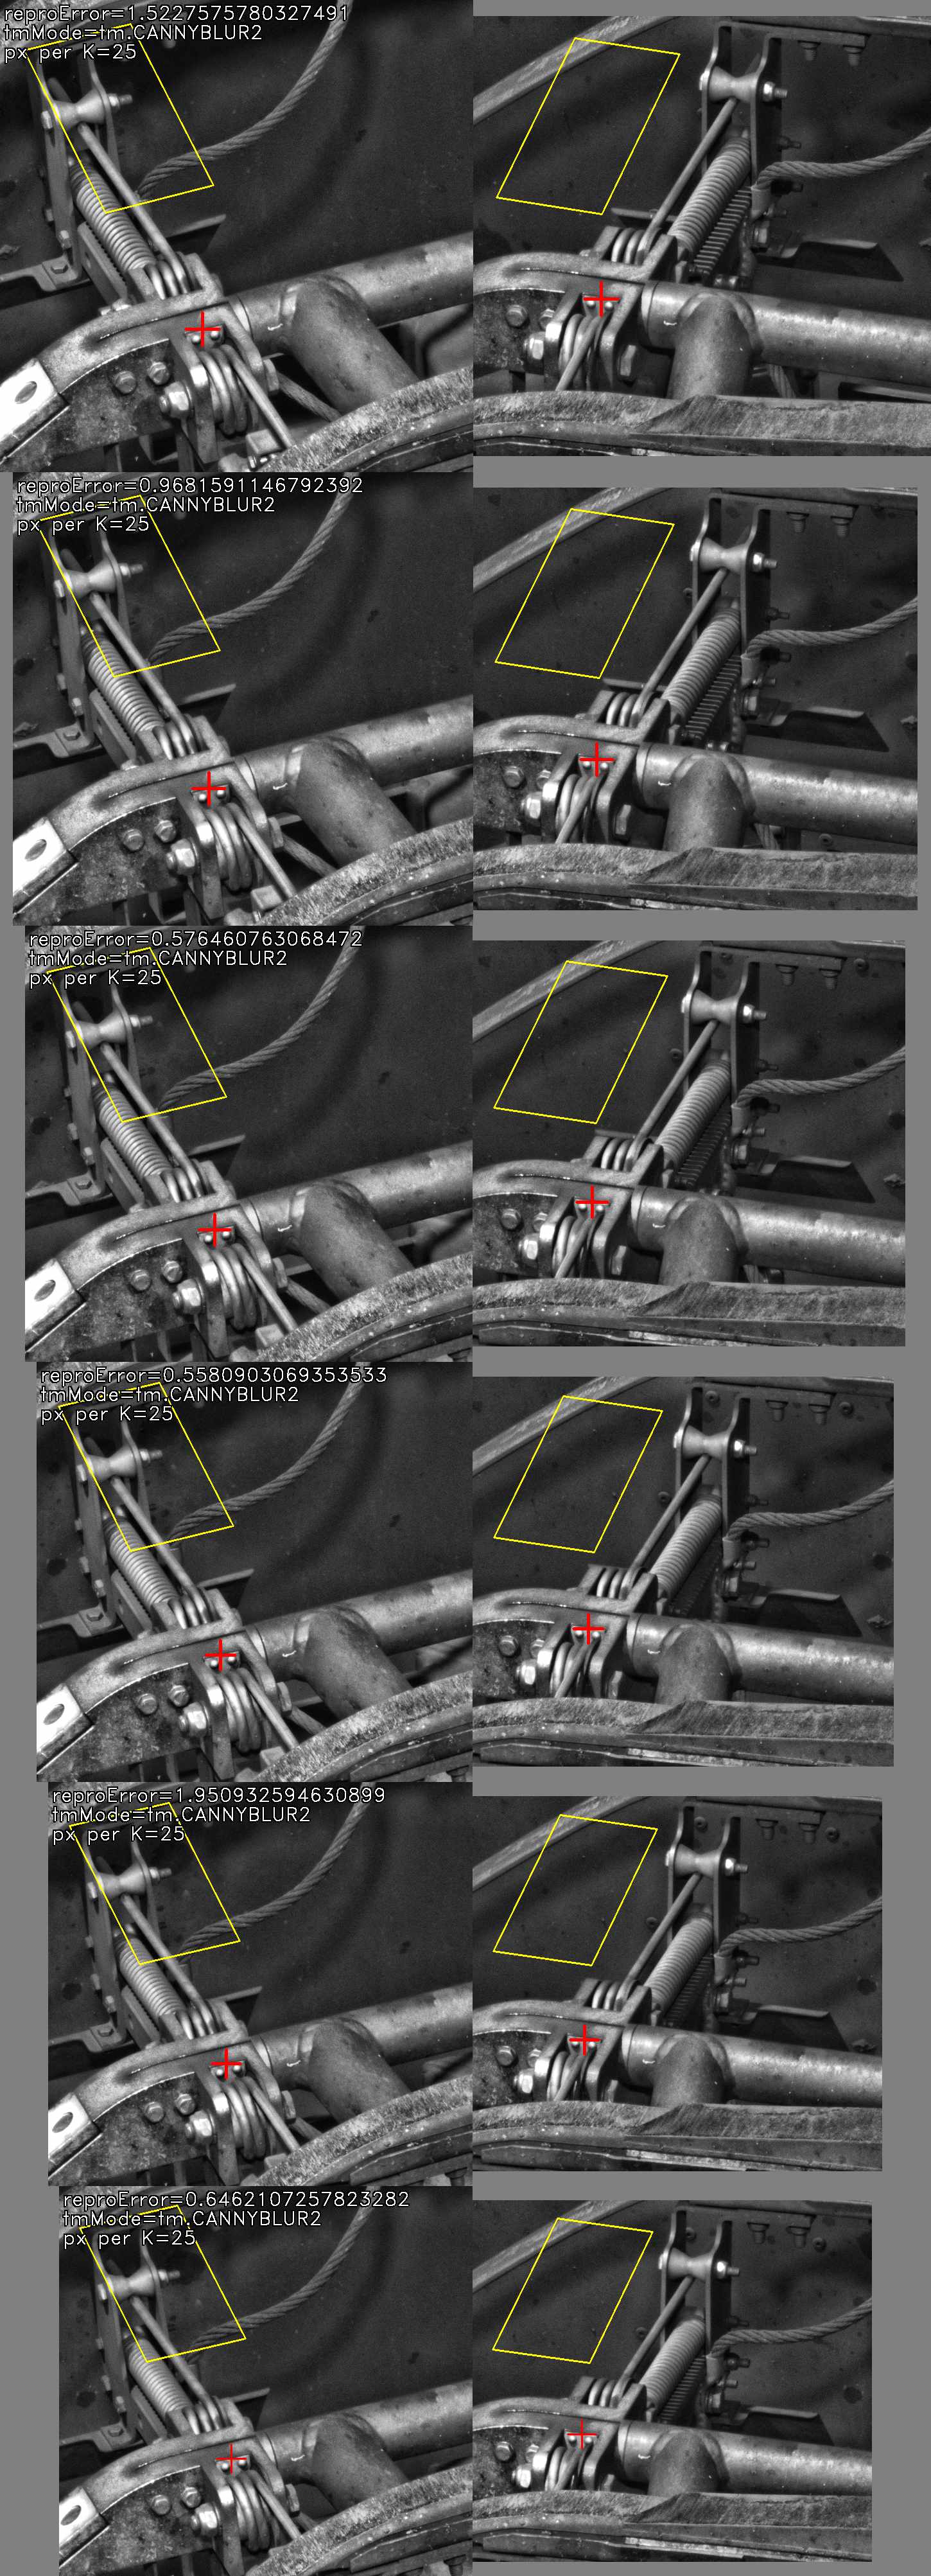 reproError=1.5227575780327491
tmMode=tm.CANNYBLUR2
px per K=25
reproError=0.9681591146792392
tmMode=tm.CANNYBLUR2
px per K=25
reproError=0.576460763068472
tmMode=tm.CANNYBLUR2
px per K=25
reproError=0.5580903069353533
tmMode=tm.CANNYBLUR2
px per K=25
reproError=1.950932594630899
tmMode=tm.CANNYBLUR2
px per K=25
reproError=0.6462107257823282
tmMode=tm.CANNYBLUR2
px per K=25